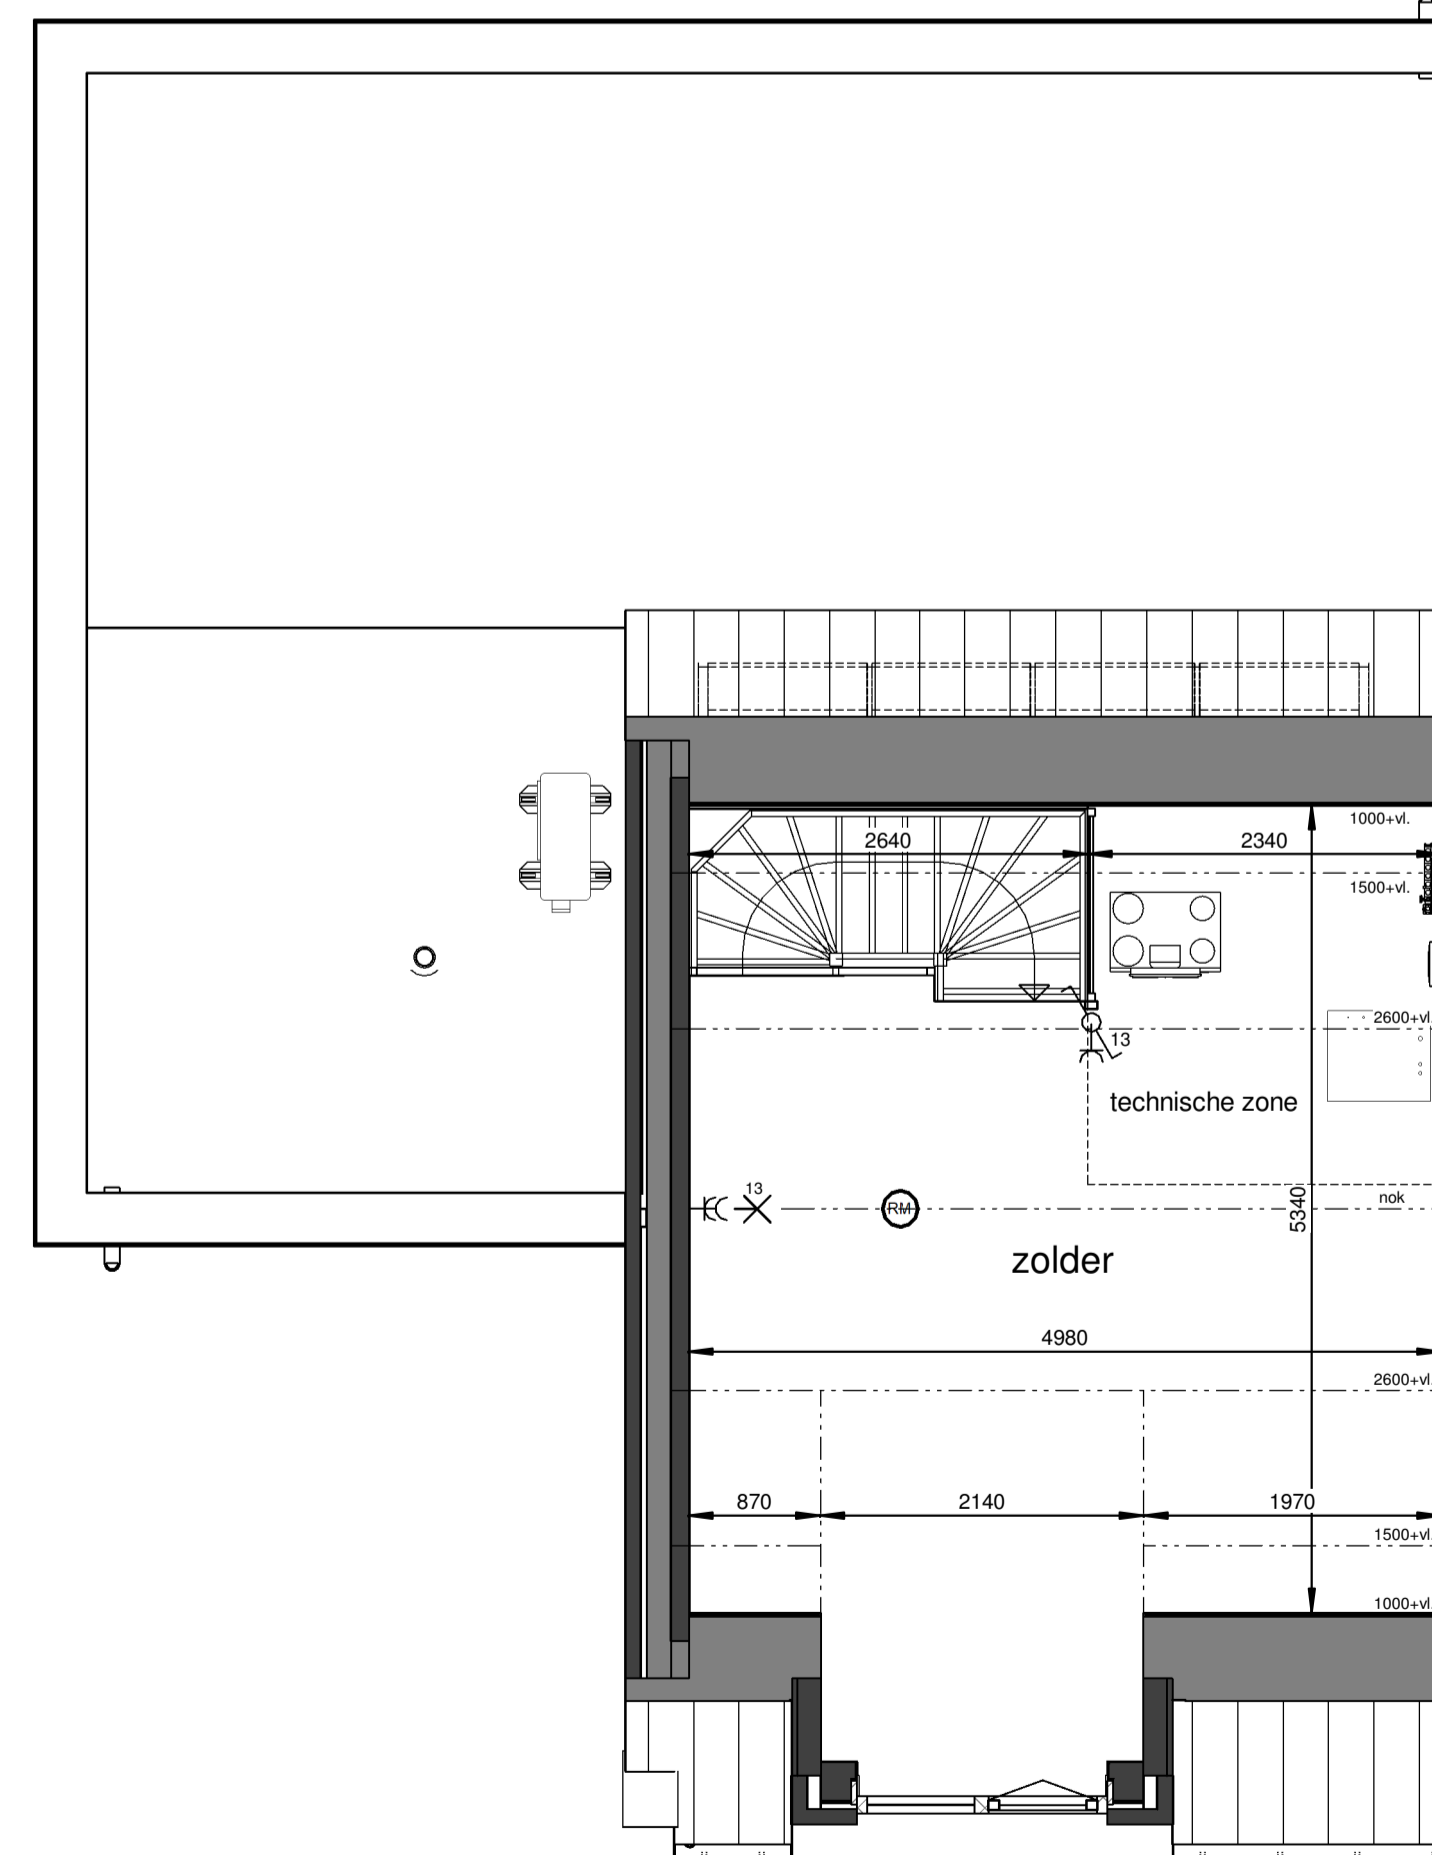 1000+vl.
2640
2340
1500+vl.
2600+vl.
13
technische zone
13
nok
RM
5340
zolder
4980
2600+vl.
870
2140
1970
1500+vl.
1000+vl.